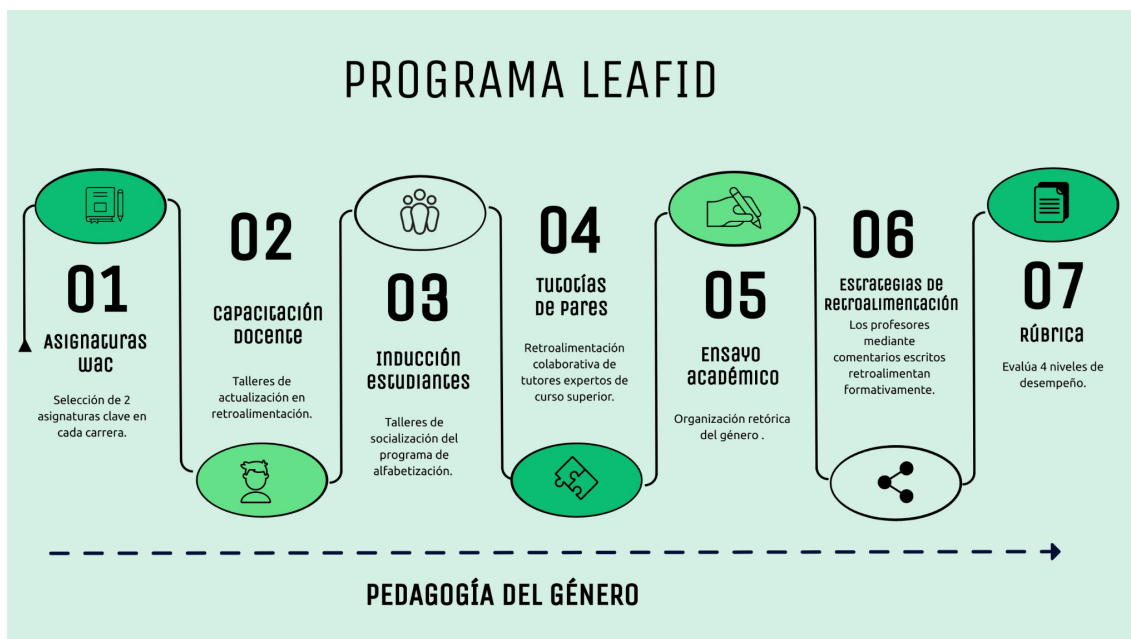 PROGRAMA LEAFID
01
Asignaturas
WAC
Selección de 2
asignaturas clave en
cada carrera.
02
Capacitación
Docente
Talleres de
actualización en
retroalimentación.
03
Inducción
estudiantes
Talleres de
socialización del
programa de
alfabetización.
04
Tutotías
de pares
Retroalimentación
colaborativa de
tutores expertos de
curso superior.
05
Ensayo
académico
Organización retórica
del género .
06
Estrategias de
Retroalimentación
Los profesores
mediante
comentarios escritos
retroalimentan
formativamente.
07
Rúbrica
Evalúa 4 niveles de
desempeño.
PEDAGOGÍA DEL GÉNERO